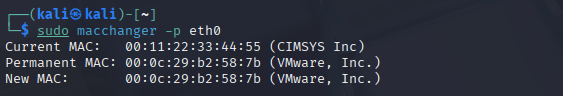 ┌──(kali㉿kali)-[~]
└─$ sudo macchanger -p eth0
Current MAC:   00:11:22:33:44:55 (CIMSYS Inc)
Permanent MAC: 00:0c:29:b2:58:7b (VMware, Inc.)
New MAC:       00:0c:29:b2:58:7b (VMware, Inc.)